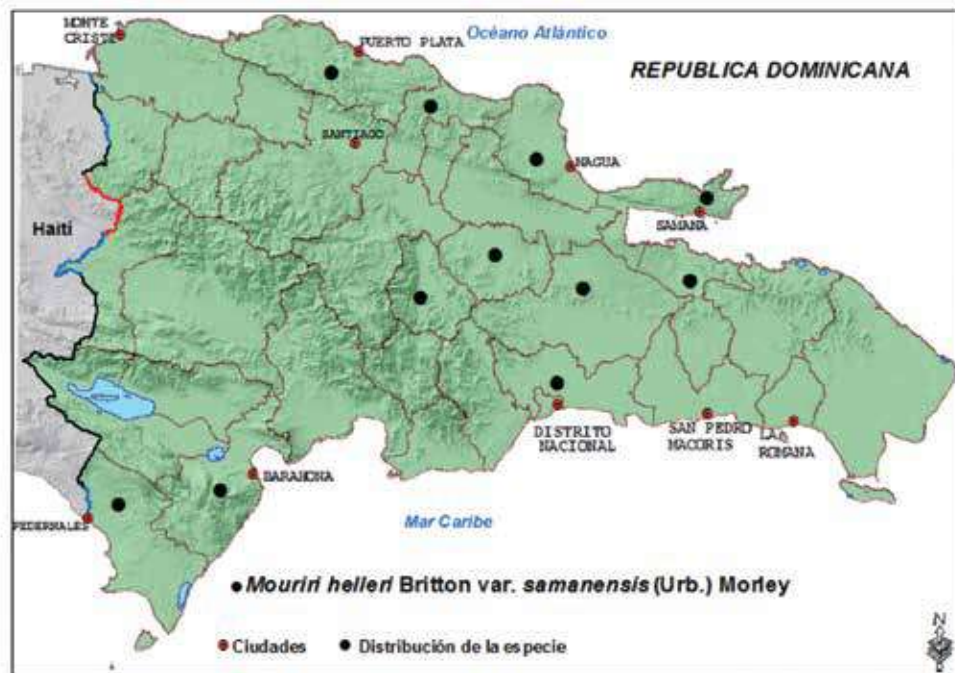 MONTE
CRISTI
PUERTO PLATA
Océano Atlántico
REPUBLICA DOMINICANA
SANTIAGO
NAGUA
Haití
SAMANA
DISTRITO
NACIONAL
SAN PEDRO
MACORIS
LA
ROMANA
BARAHONA
PEDERNALES
Mar Caribe
Mouriri helleri Britton var. samanensis (Urb.) Morley
Ciudades
Distribución de la especie
N